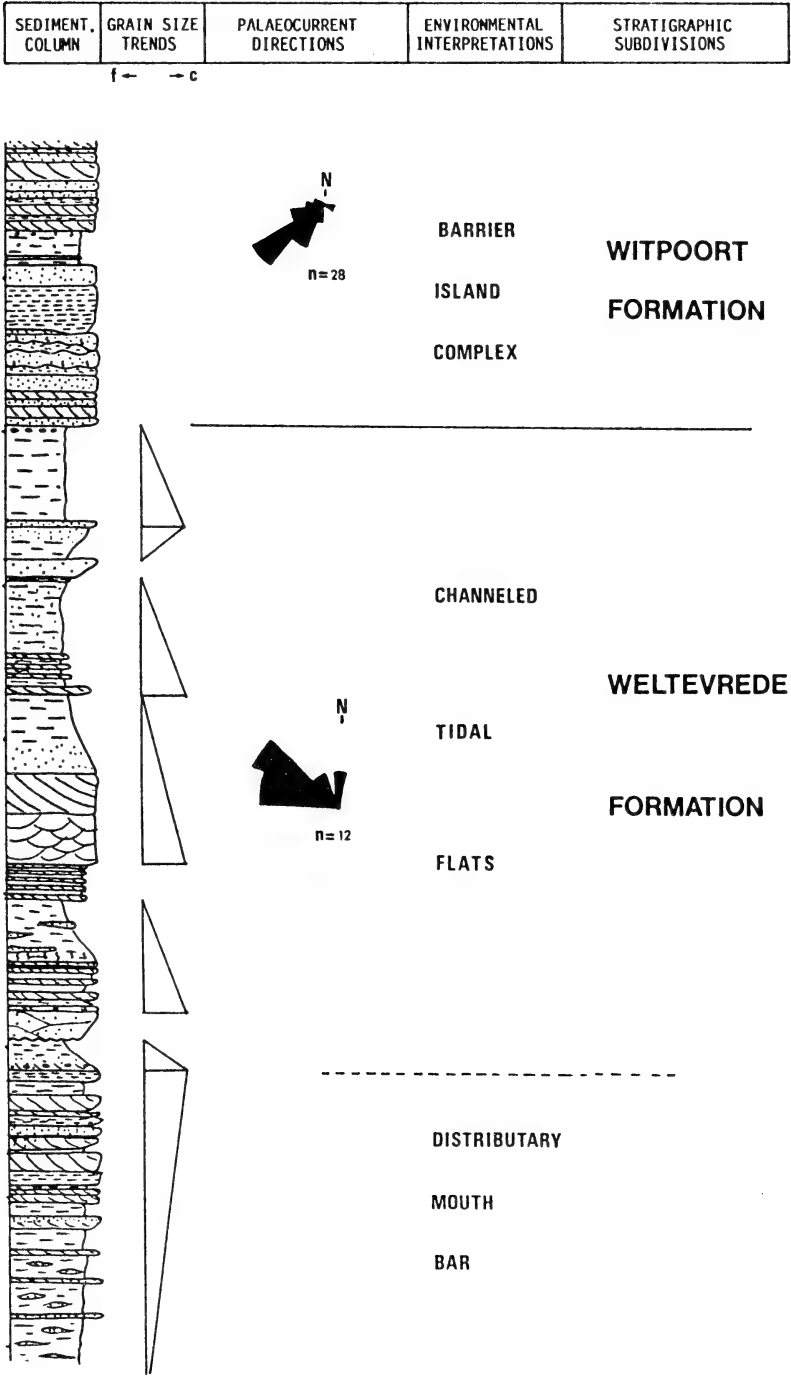 SEDIMENT. COLUMN
GRAIN SIZE TRENDS
PALAEOCURRENT DIRECTIONS
ENVIRONMENTAL INTERPRETATIONS
STRATIGRAPHIC SUBDIVISIONS
f← →c
N
n=28
BARRIER
ISLAND
COMPLEX
WITPOORT
FORMATION
CHANNELED
TIDAL
FLATS
N
n=12
WELTEVREDE
FORMATION
DISTRIBUTARY
MOUTH
BAR